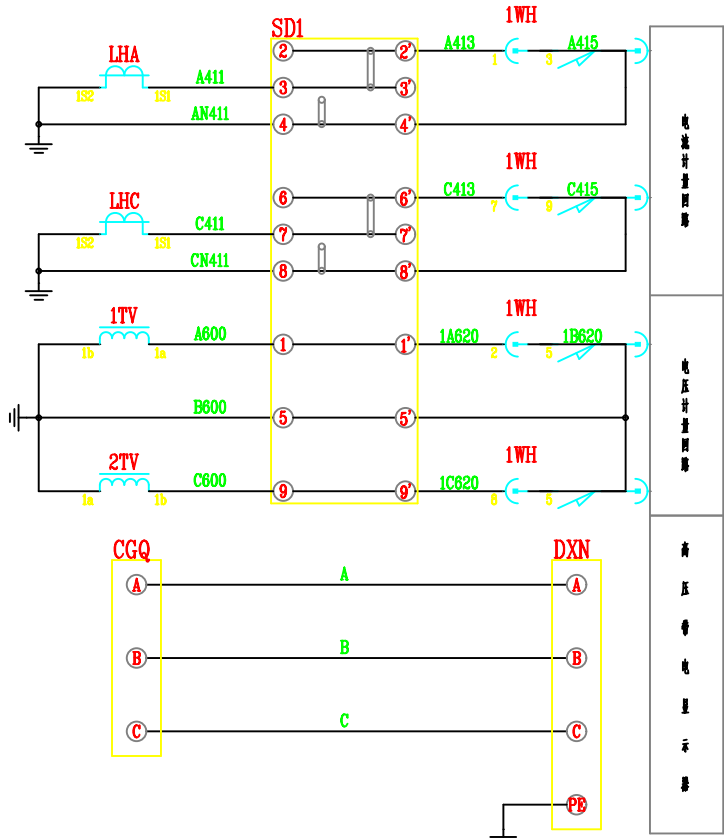 SD1
1WH
LHA
2
2'
A413
1
3
A415
A411
1S2
1S1
3
3'
AN411
4
4'
电流计量回路
1WH
LHC
6
6'
C413
7
9
C415
C411
1S2
1S1
7
7'
CN411
8
8'
1WH
1TV
A600
1
1'
1A620
2
5
1B620
1b
1a
B600
5
5'
电压计量回路
1WH
2TV
C600
9
9'
1C620
8
5
1a
1b
CGQ
DXN
A
A
A
B
B
B
C
C
C
PE
高压带电显示器